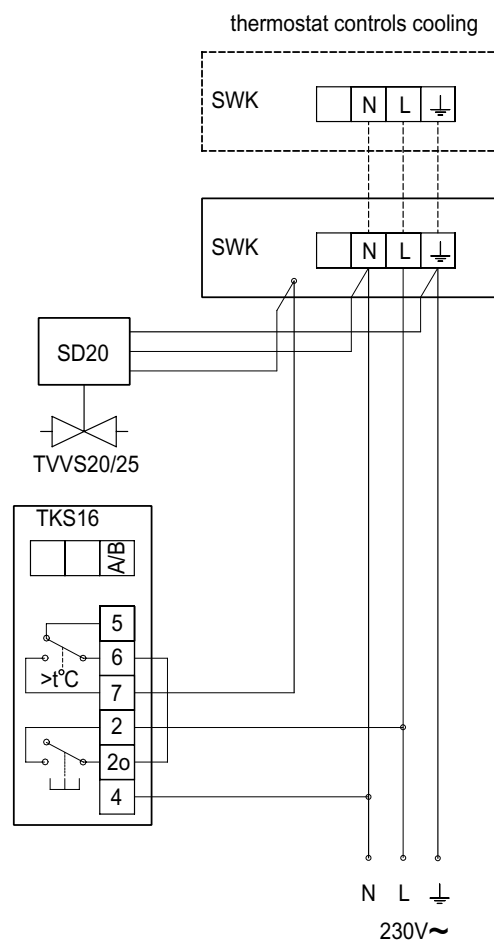 thermostat controls cooling
SWK
N L
SWK
N L
SD20
TVVS20/25
TKS16
A/B
5
6
>t°C
7
2
2o
4
N L
230V~